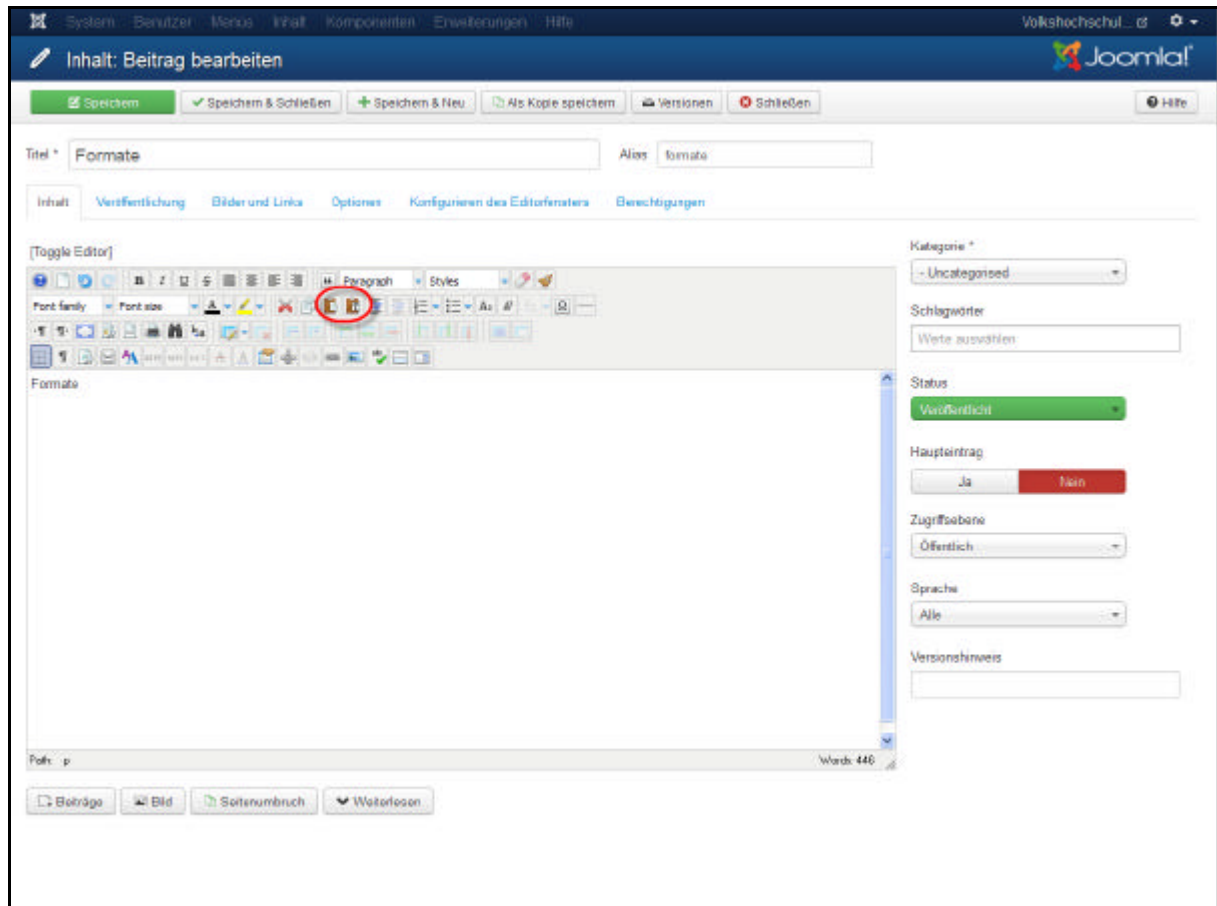 System Benutzer Menüs Inhalt Komponenten Erweiterungen Hilfe Volkshochschul...
Inhalt: Beitrag bearbeiten Joomla!
Speichern Speichern & Schließen Speichern & Neu Als Kopie speichern Versionen Schließen Hilfe
Titel * Formate Alias formate
Inhalt Veröffentlichung Bilder und Links Optionen Konfigurieren des Editorfensters Berechtigungen
[Toggle Editor]
Paragraph Styles
Font family Font size
Formate
Path: p Words: 446
Beiträge Bild Seitenumbruch Weiterlesen
Kategorie *
- Uncategorised
Schlagwörter
Werte auswählen
Status
Veröffentlicht
Haupteintrag
Ja Nein
Zugriffsebene
Öffentlich
Sprache
Alle
Versionshinweis